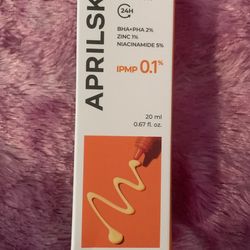 24H
BHA+PHA 2%
ZINC 1%
NIACINAMIDE 5%
IPMP 0.1%
APRILSK
20 ml
0.67 fl. oz.